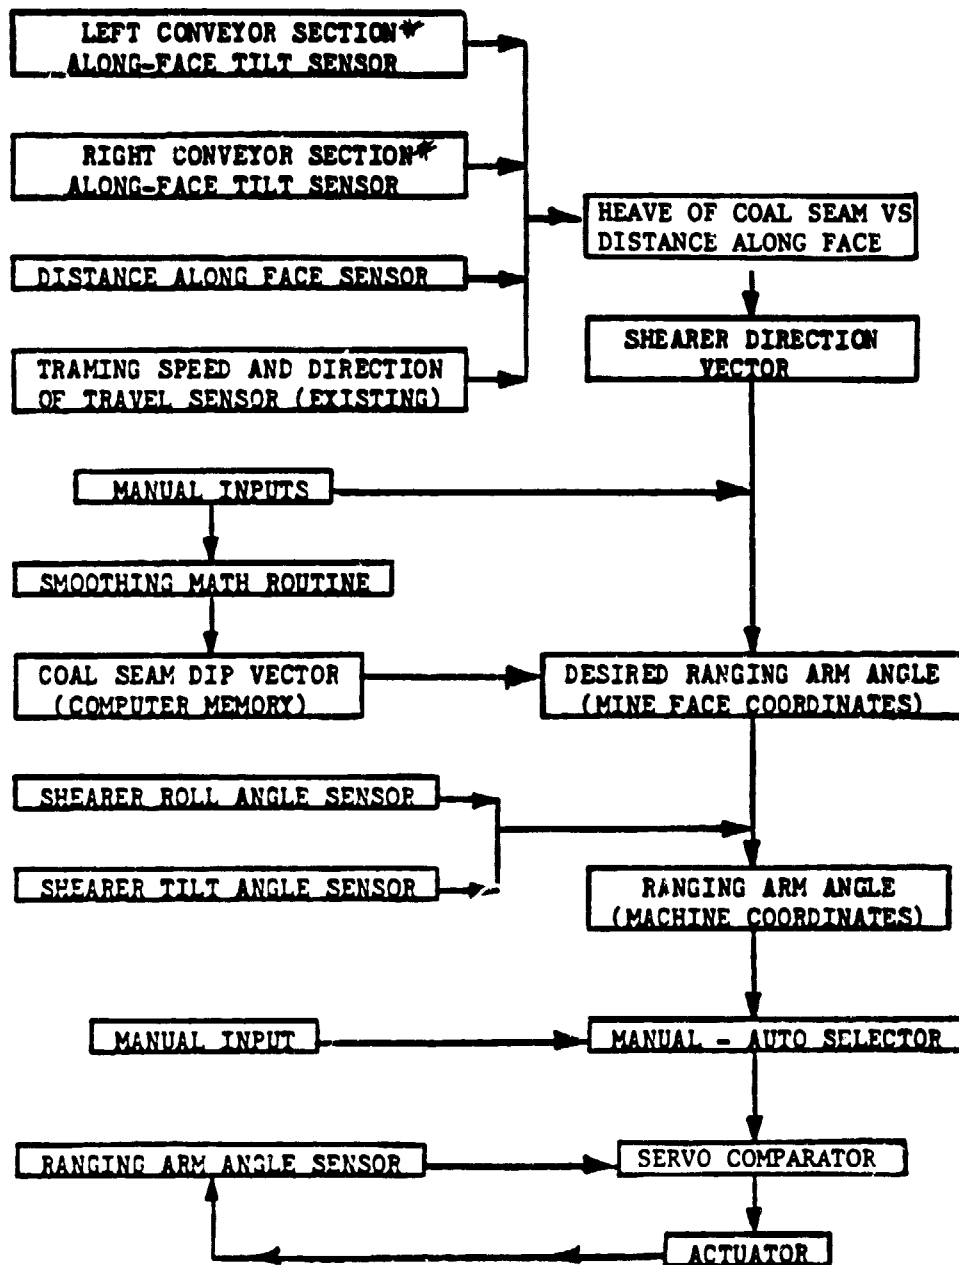 LEFT CONVEYOR SECTION*
ALONG-FACE TILT SENSOR
RIGHT CONVEYOR SECTION*
ALONG-FACE TILT SENSOR
HEAVE OF COAL SEAM VS
DISTANCE ALONG FACE
DISTANCE ALONG FACE SENSOR
SHEARER DIRECTION
VECTOR
TRAMING SPEED AND DIRECTION
OF TRAVEL SENSOR (EXISTING)
MANUAL INPUTS
SMOOTHING MATH ROUTINE
COAL SEAM DIP VECTOR
(COMPUTER MEMORY)
DESIRED RANGING ARM ANGLE
(MINE FACE COORDINATES)
SHEARER ROLL ANGLE SENSOR
SHEARER TILT ANGLE SENSOR
RANGING ARM ANGLE
(MACHINE COORDINATES)
MANUAL INPUT
MANUAL - AUTO SELECTOR
RANGING ARM ANGLE SENSOR
SERVO COMPARATOR
ACTUATOR